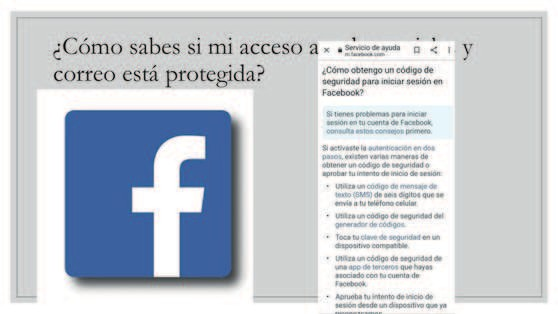 ¿Cómo sabes si mi acceso a y
correo está protegida?
Servicio de ayuda
m.facebook.com
¿Cómo obtengo un código de
seguridad para iniciar sesión en
Facebook?
Si tienes problemas para iniciar
sesión en tu cuenta de Facebook,
consulta estos consejos primero.
Si activaste la autenticación en dos
pasos, existen varias maneras de
obtener un código de seguridad o
aprobar tu intento de inicio de sesión:
• Utiliza un código de mensaje de
texto (SMS) de seis dígitos que se
envía a tu teléfono celular.
• Utiliza un código de seguridad del
generador de códigos.
• Toca tu clave de seguridad en un
dispositivo compatible.
• Utiliza un código de seguridad de
una app de terceros que hayas
asociado con tu cuenta de
Facebook.
• Aprueba tu intento de inicio de
sesión desde un dispositivo que ya